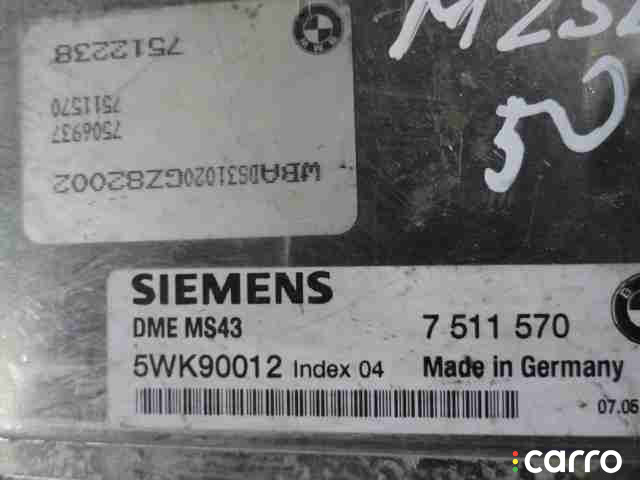 7512238
7511570
7506937
WBADS31020GZ82002
50
SIEMENS
DME MS43 7 511 570
5WK90012 Index 04 Made in Germany
07.05
carro